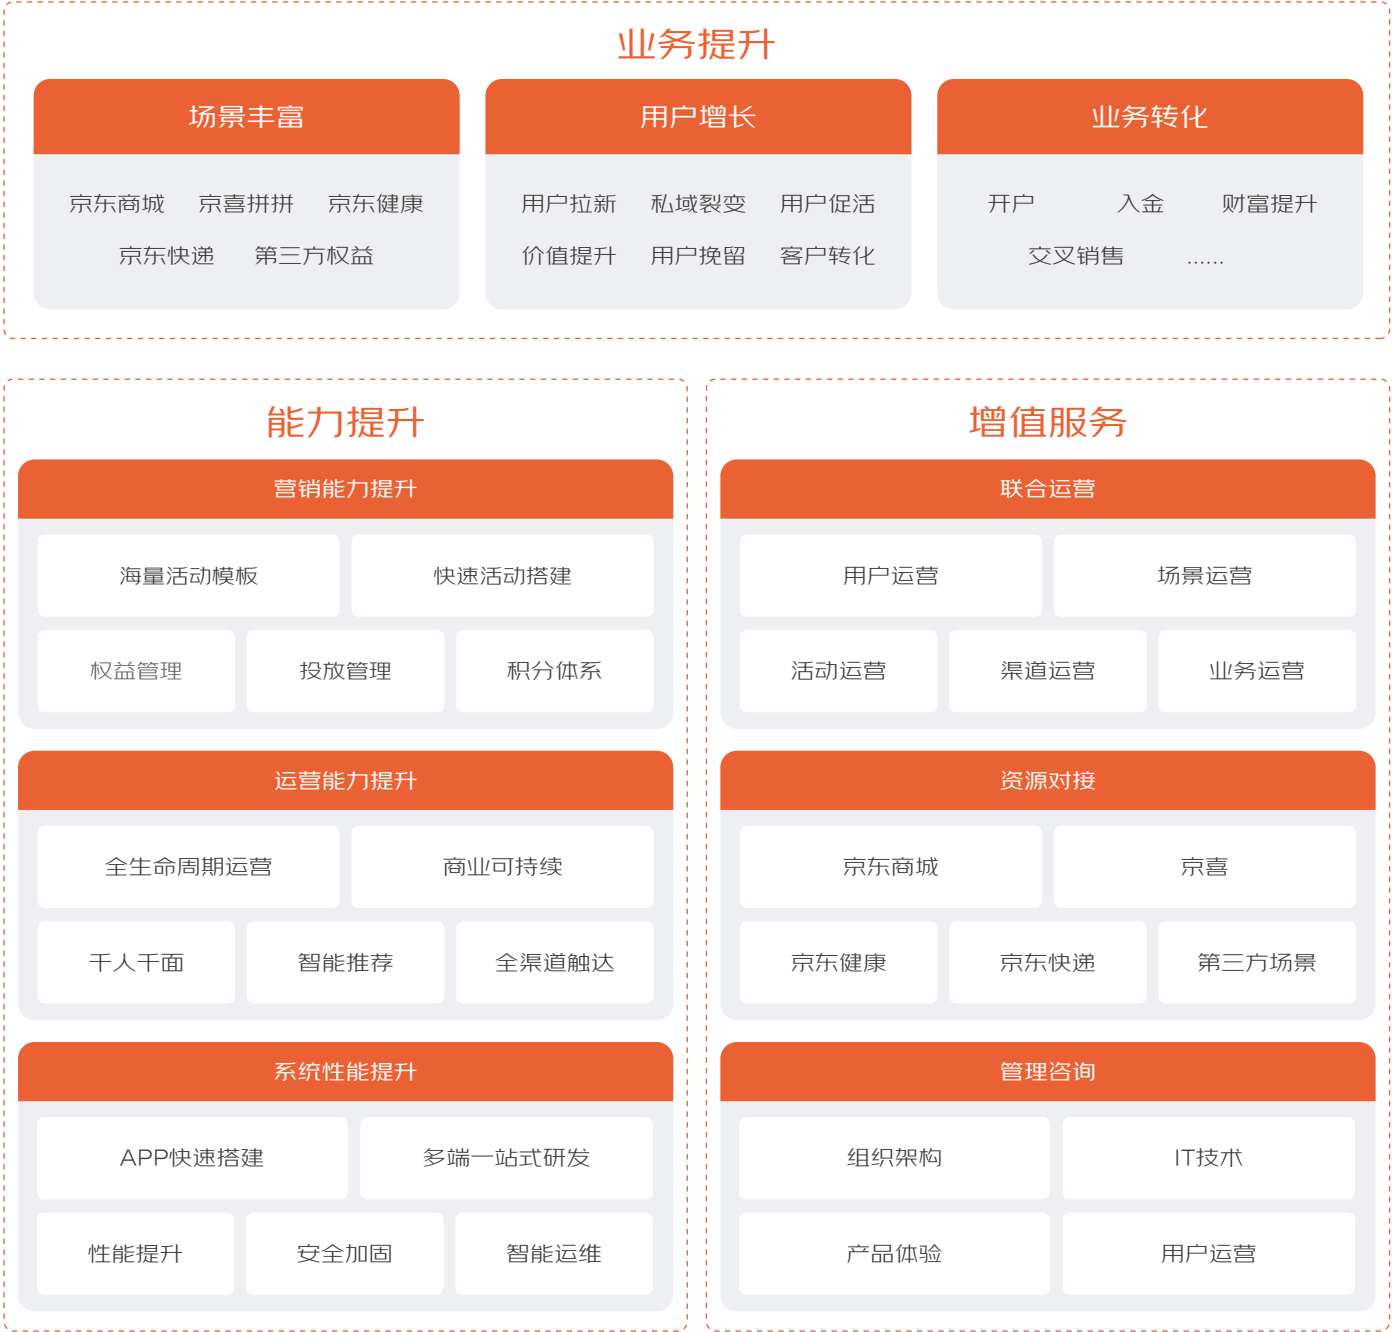 业务提升
场景丰富
京东商城 京喜拼拼 京东健康
京东快递 第三方权益
用户增长
用户拉新 私域裂变 用户促活
价值提升 用户挽留 客户转化
业务转化
开户 入金 财富提升
交叉销售 ......
能力提升
营销能力提升
海量活动模板 快速活动搭建
权益管理 投放管理 积分体系
运营能力提升
全生命周期运营 商业可持续
千人千面 智能推荐 全渠道触达
系统性能提升
APP快速搭建 多端一站式研发
性能提升 安全加固 智能运维
增值服务
联合运营
用户运营 场景运营
活动运营 渠道运营 业务运营
资源对接
京东商城 京喜
京东健康 京东快递 第三方场景
管理咨询
组织架构 IT技术
产品体验 用户运营